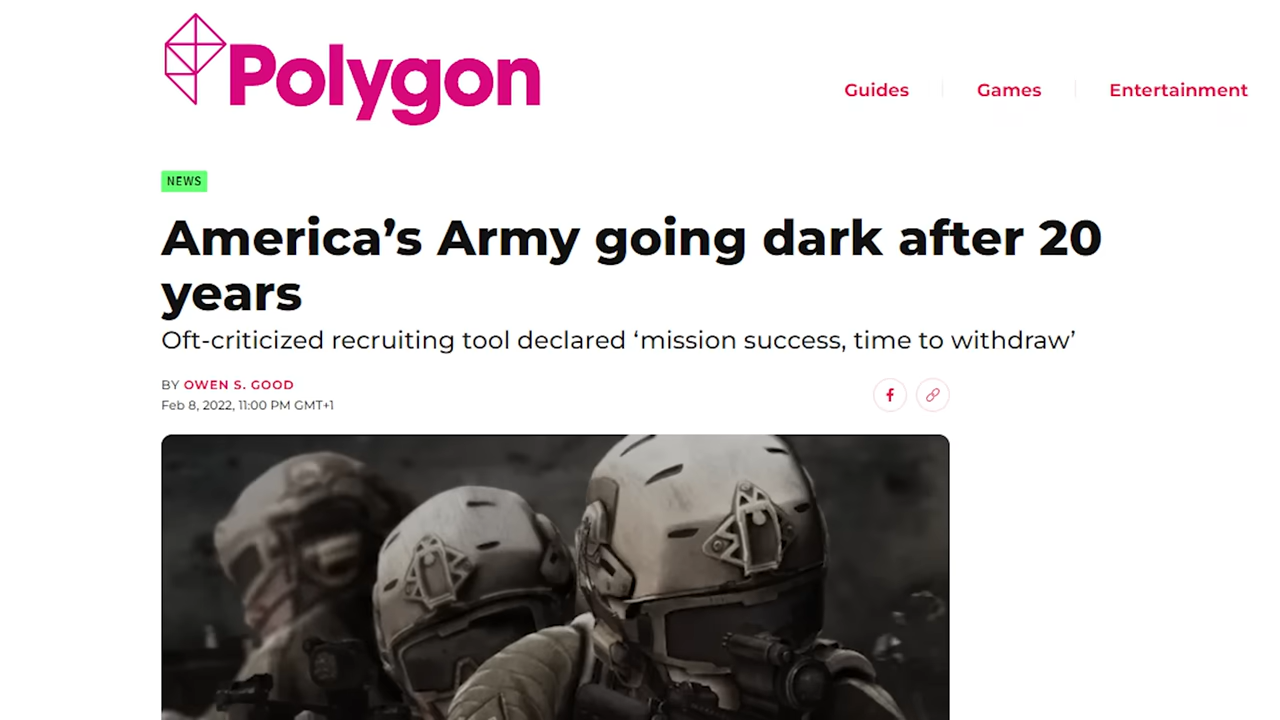 Polygon
Guides
Games
Entertainment
NEWS
America’s Army going dark after 20
years
Oft-criticized recruiting tool declared ‘mission success, time to withdraw’
BY OWEN S. GOOD
Feb 8, 2022, 11:00 PM GMT+1